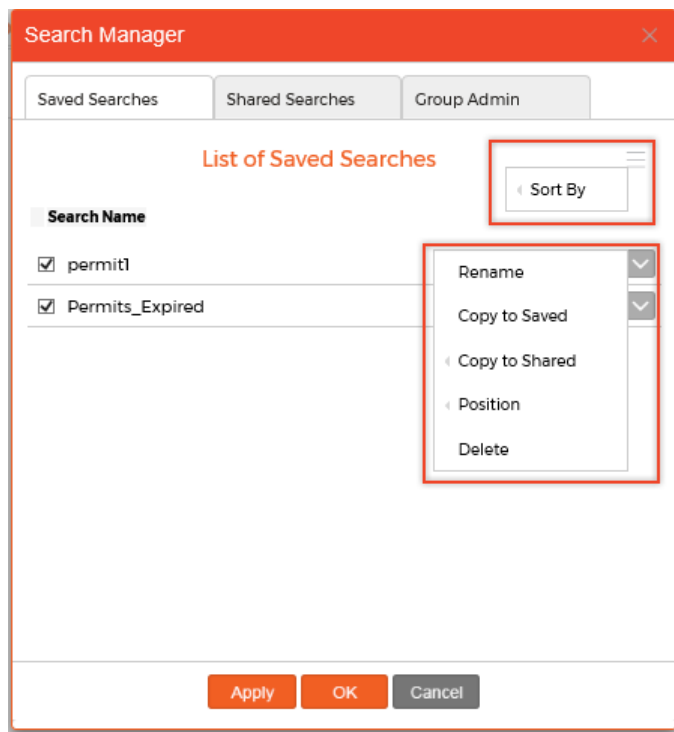 Search Manager
Saved Searches
Shared Searches
Group Admin
List of Saved Searches
Sort By
Search Name
permit1
Rename
Copy to Saved
Permits_Expired
Copy to Shared
Position
Delete
Apply
OK
Cancel